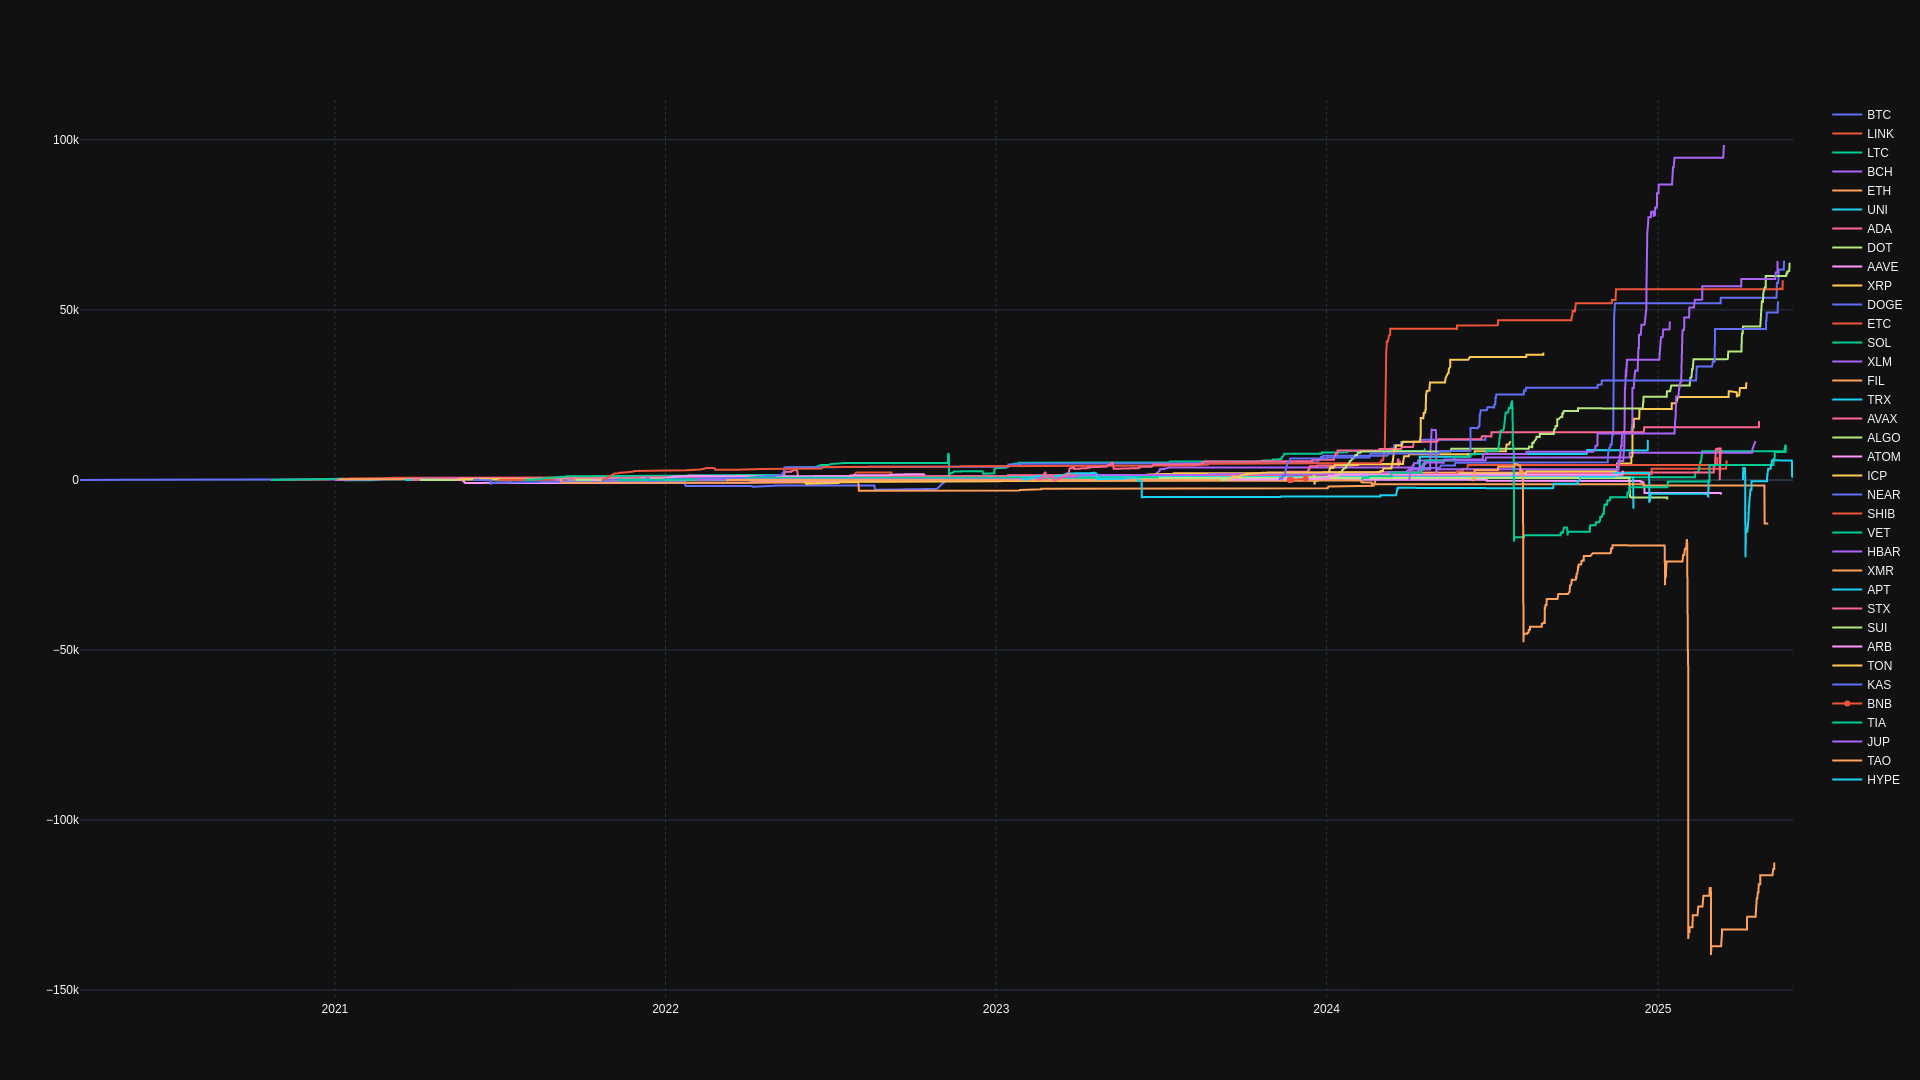 100k
50k
0
−50k
−100k
−150k
2021
2022
2023
2024
2025
BTC
LINK
LTC
BCH
ETH
UNI
ADA
DOT
AAVE
XRP
DOGE
ETC
SOL
XLM
FIL
TRX
AVAX
ALGO
ATOM
ICP
NEAR
SHIB
VET
HBAR
XMR
APT
STX
SUI
ARB
TON
KAS
BNB
TIA
JUP
TAO
HYPE